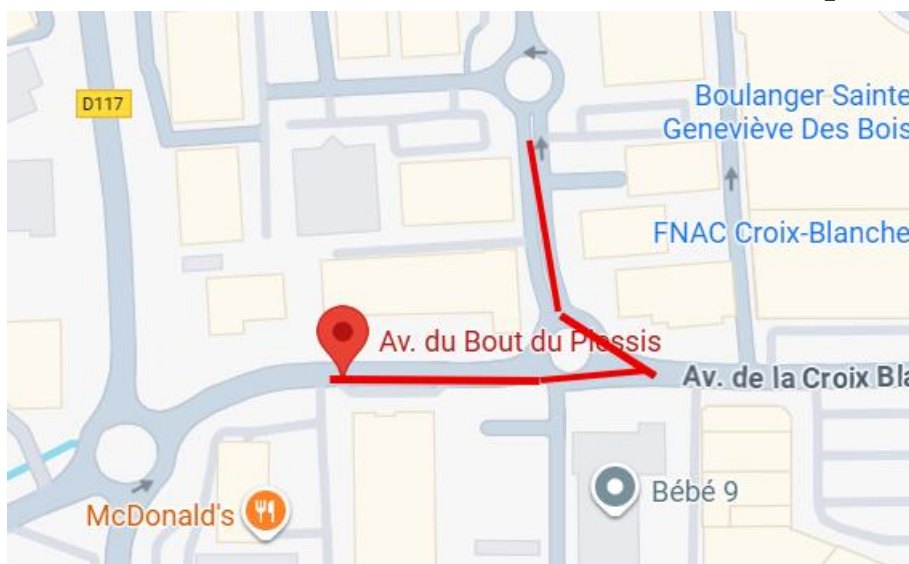 D117
Boulanger Sainte
Geneviève Des Bois
FNAC Croix-Blanche
Av. du Bout du Plessis
Av. de la Croix Bla
Bébé 9
McDonald's